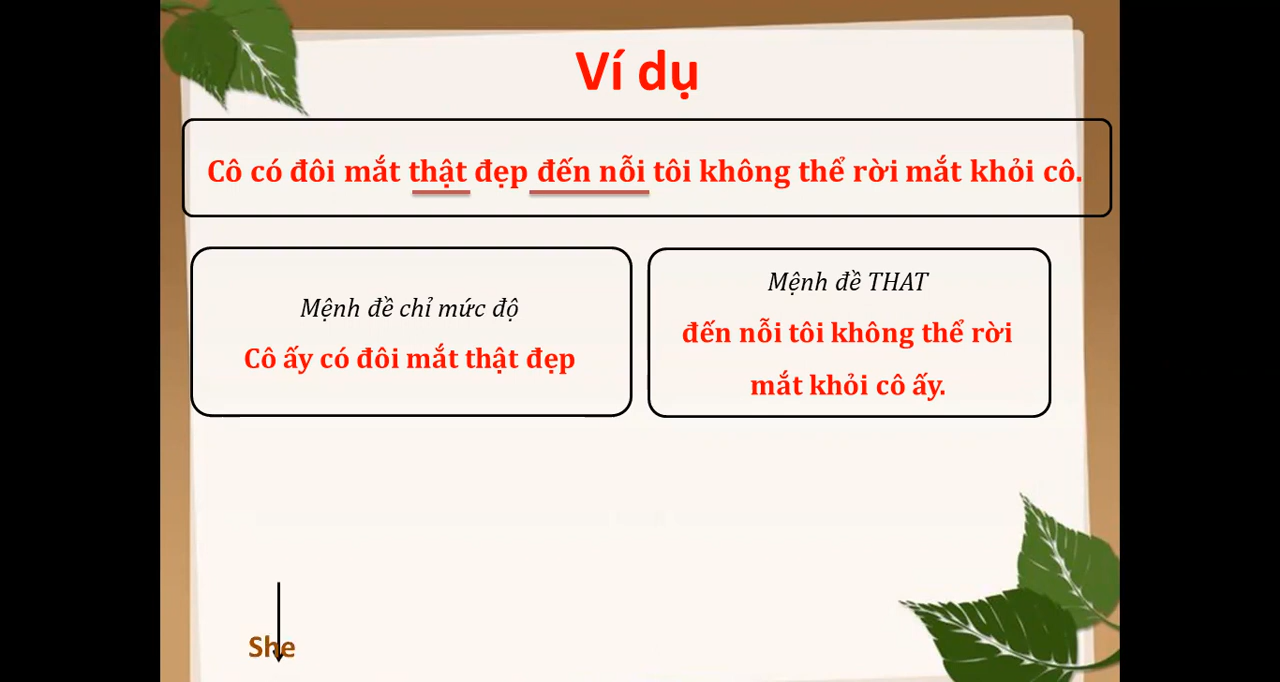 Ví dụ
Cô có đôi mắt thật đẹp đến nỗi tôi không thể rời mắt khỏi cô.
Mệnh đề chỉ mức độ
Cô ấy có đôi mắt thật đẹp
Mệnh đề THAT
đến nỗi tôi không thể rời
mắt khỏi cô ấy.
She